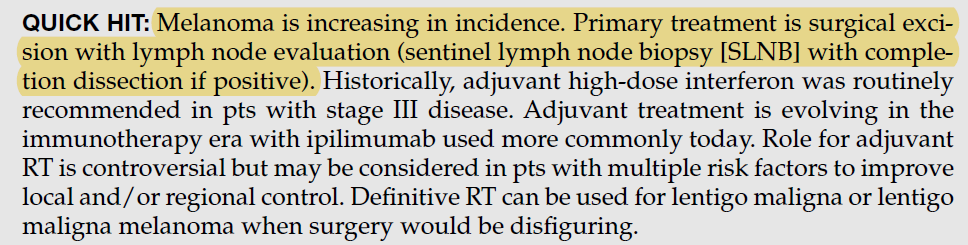 QUICK HIT: Melanoma is increasing in incidence. Primary treatment is surgical exci-
sion with lymph node evaluation (sentinel lymph node biopsy [SLNB] with comple-
tion dissection if positive). Historically, adjuvant high-dose interferon was routinely
recommended in pts with stage III disease. Adjuvant treatment is evolving in the
immunotherapy era with ipilimumab used more commonly today. Role for adjuvant
RT is controversial but may be considered in pts with multiple risk factors to improve
local and/or regional control. Definitive RT can be used for lentigo maligna or lentigo
maligna melanoma when surgery would be disfiguring.